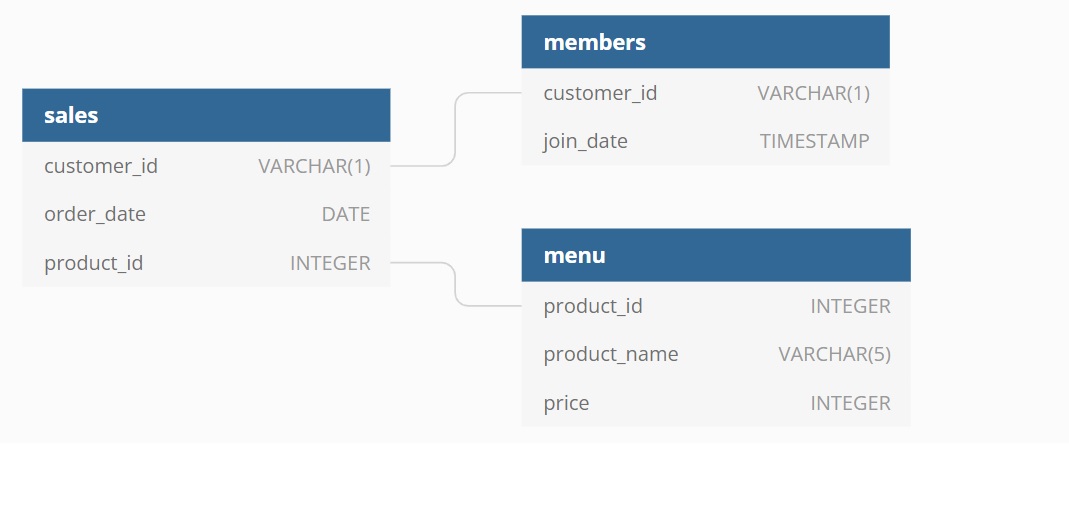 members
customer_id VARCHAR(1)
join_date TIMESTAMP
sales
customer_id VARCHAR(1)
order_date DATE
product_id INTEGER
menu
product_id INTEGER
product_name VARCHAR(5)
price INTEGER